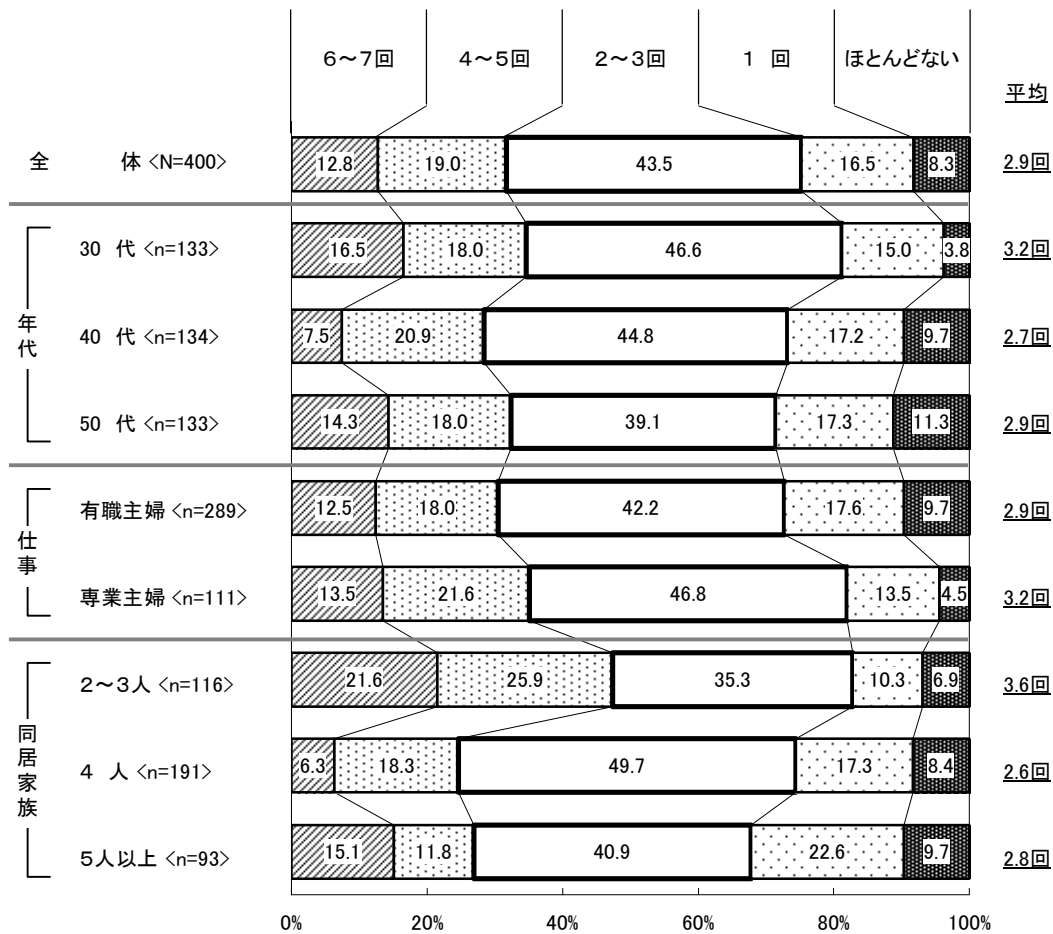 6～7回 4～5回 2～3回 1 回 ほとんどない
平均
全 体 <N=400> 12.8 19.0 43.5 16.5 8.3 2.9回
年代
30 代 <n=133> 16.5 18.0 46.6 15.0 3.8 3.2回
40 代 <n=134> 7.5 20.9 44.8 17.2 9.7 2.7回
50 代 <n=133> 14.3 18.0 39.1 17.3 11.3 2.9回
仕事
有職主婦 <n=289> 12.5 18.0 42.2 17.6 9.7 2.9回
専業主婦 <n=111> 13.5 21.6 46.8 13.5 4.5 3.2回
同居家族
2～3人 <n=116> 21.6 25.9 35.3 10.3 6.9 3.6回
4 人 <n=191> 6.3 18.3 49.7 17.3 8.4 2.6回
5人以上 <n=93> 15.1 11.8 40.9 22.6 9.7 2.8回
0% 20% 40% 60% 80% 100%